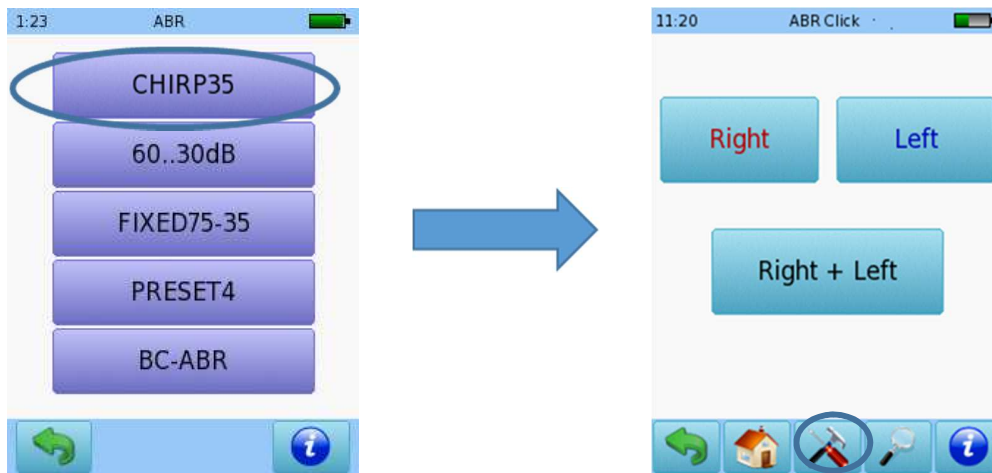 1:23 ABR
CHIRP35
60..30dB
FIXED75-35
PRESET4
BC-ABR
i
11:20 ABR Click
Right Left
Right + Left
i